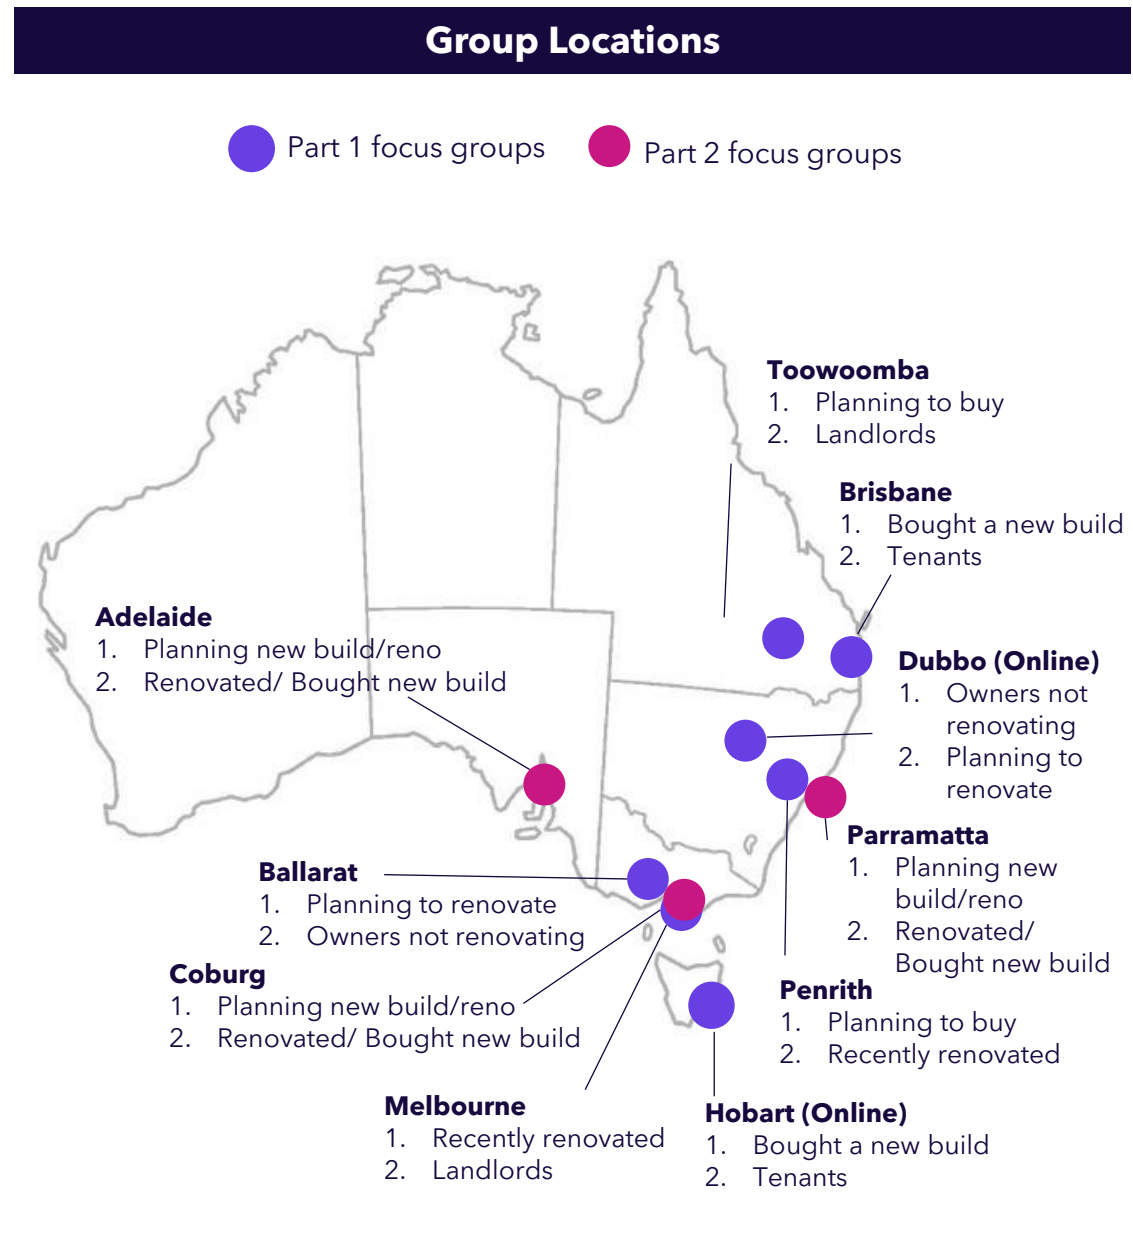 Group Locations
Part 1 focus groups
Part 2 focus groups
Toowoomba
1. Planning to buy
2. Landlords
Brisbane
1. Bought a new build
2. Tenants
Adelaide
1. Planning new build/reno
2. Renovated/ Bought new build
Dubbo (Online)
1. Owners not
renovating
2. Planning to
renovate
Parramatta
1. Planning new
build/reno
2. Renovated/
Bought new build
Ballarat
1. Planning to renovate
2. Owners not renovating
Coburg
1. Planning new build/reno
2. Renovated/ Bought new build
Penrith
1. Planning to buy
2. Recently renovated
Melbourne
1. Recently renovated
2. Landlords
Hobart (Online)
1. Bought a new build
2. Tenants